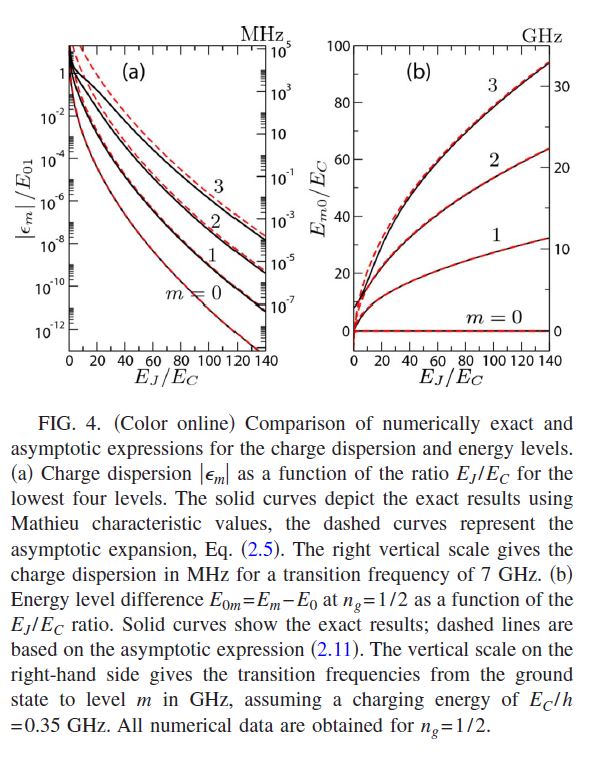 MHz GHz
(a) (b)
1
10^-2
10^-4
10^-6
10^-8
10^-10
10^-12
|ϵ_m|/E_01
10^5
10^3
10
10^-1
10^-3
10^-5
10^-7
3
2
1
m = 0
0 20 40 60 80 100 120 140
E_J/E_C
100
80
60
40
20
0
E_m0/E_C
30
20
10
0
3
2
1
m = 0
0 20 40 60 80 100 120 140
E_J/E_C
FIG. 4. (Color online) Comparison of numerically exact and
asymptotic expressions for the charge dispersion and energy levels.
(a) Charge dispersion |ϵ_m| as a function of the ratio E_J/E_C for the
lowest four levels. The solid curves depict the exact results using
Mathieu characteristic values, the dashed curves represent the
asymptotic expansion, Eq. (2.5). The right vertical scale gives the
charge dispersion in MHz for a transition frequency of 7 GHz. (b)
Energy level difference E_0m=E_m−E_0 at n_g=1/2 as a function of the
E_J/E_C ratio. Solid curves show the exact results; dashed lines are
based on the asymptotic expression (2.11). The vertical scale on the
right-hand side gives the transition frequencies from the ground
state to level m in GHz, assuming a charging energy of E_C/h
=0.35 GHz. All numerical data are obtained for n_g=1/2.